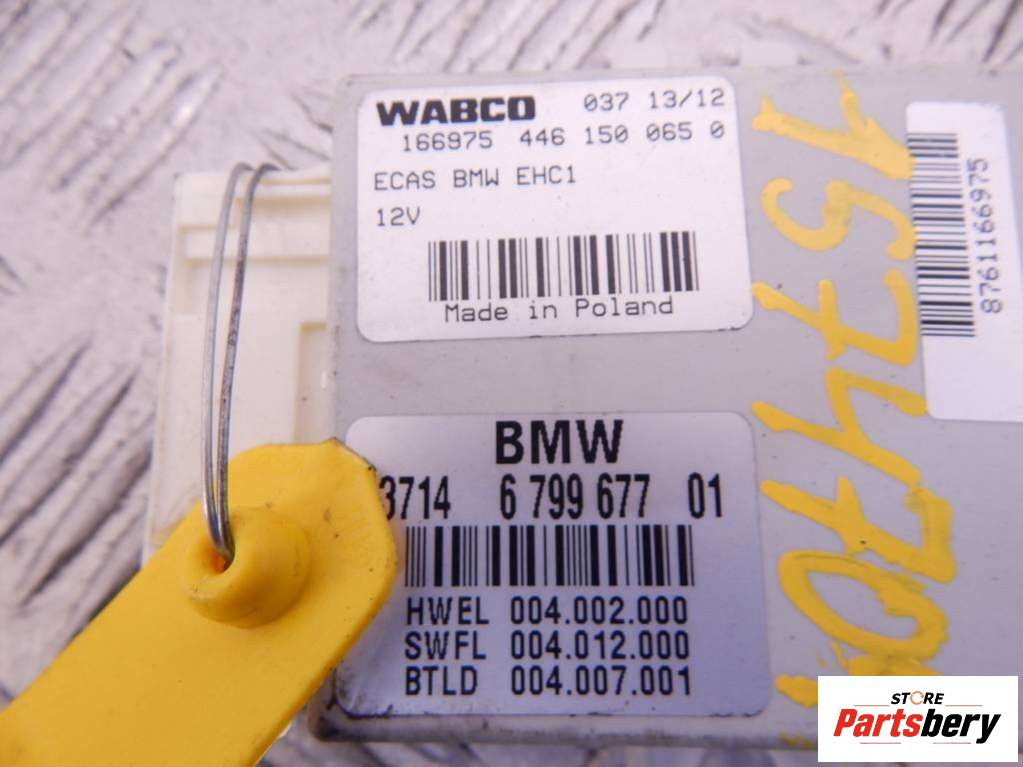 WABCO 037 13/12
166975 446 150 065 0
ECAS BMW EHC1
12V
Made in Poland
BMW
3714 6 799 677 01
HWEL 004.002.000
SWFL 004.012.000
BTLD 004.007.001
8761166975
STORE
Partsbery